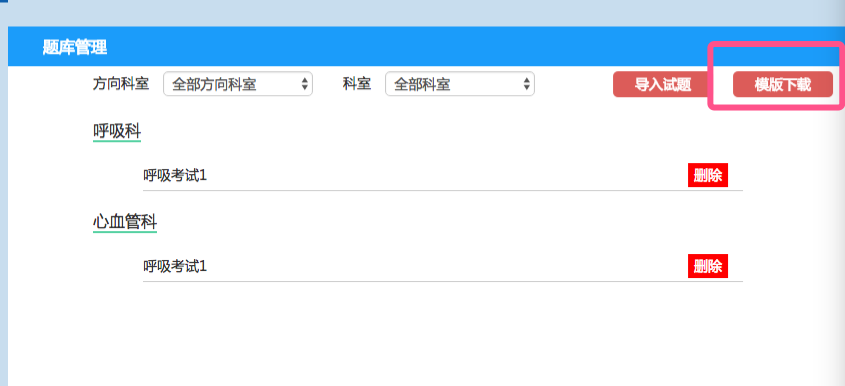 题库管理
方向科室 全部方向科室 科室 全部科室 导入试题 模版下载
呼吸科
呼吸考试1 删除
心血管科
呼吸考试1 删除